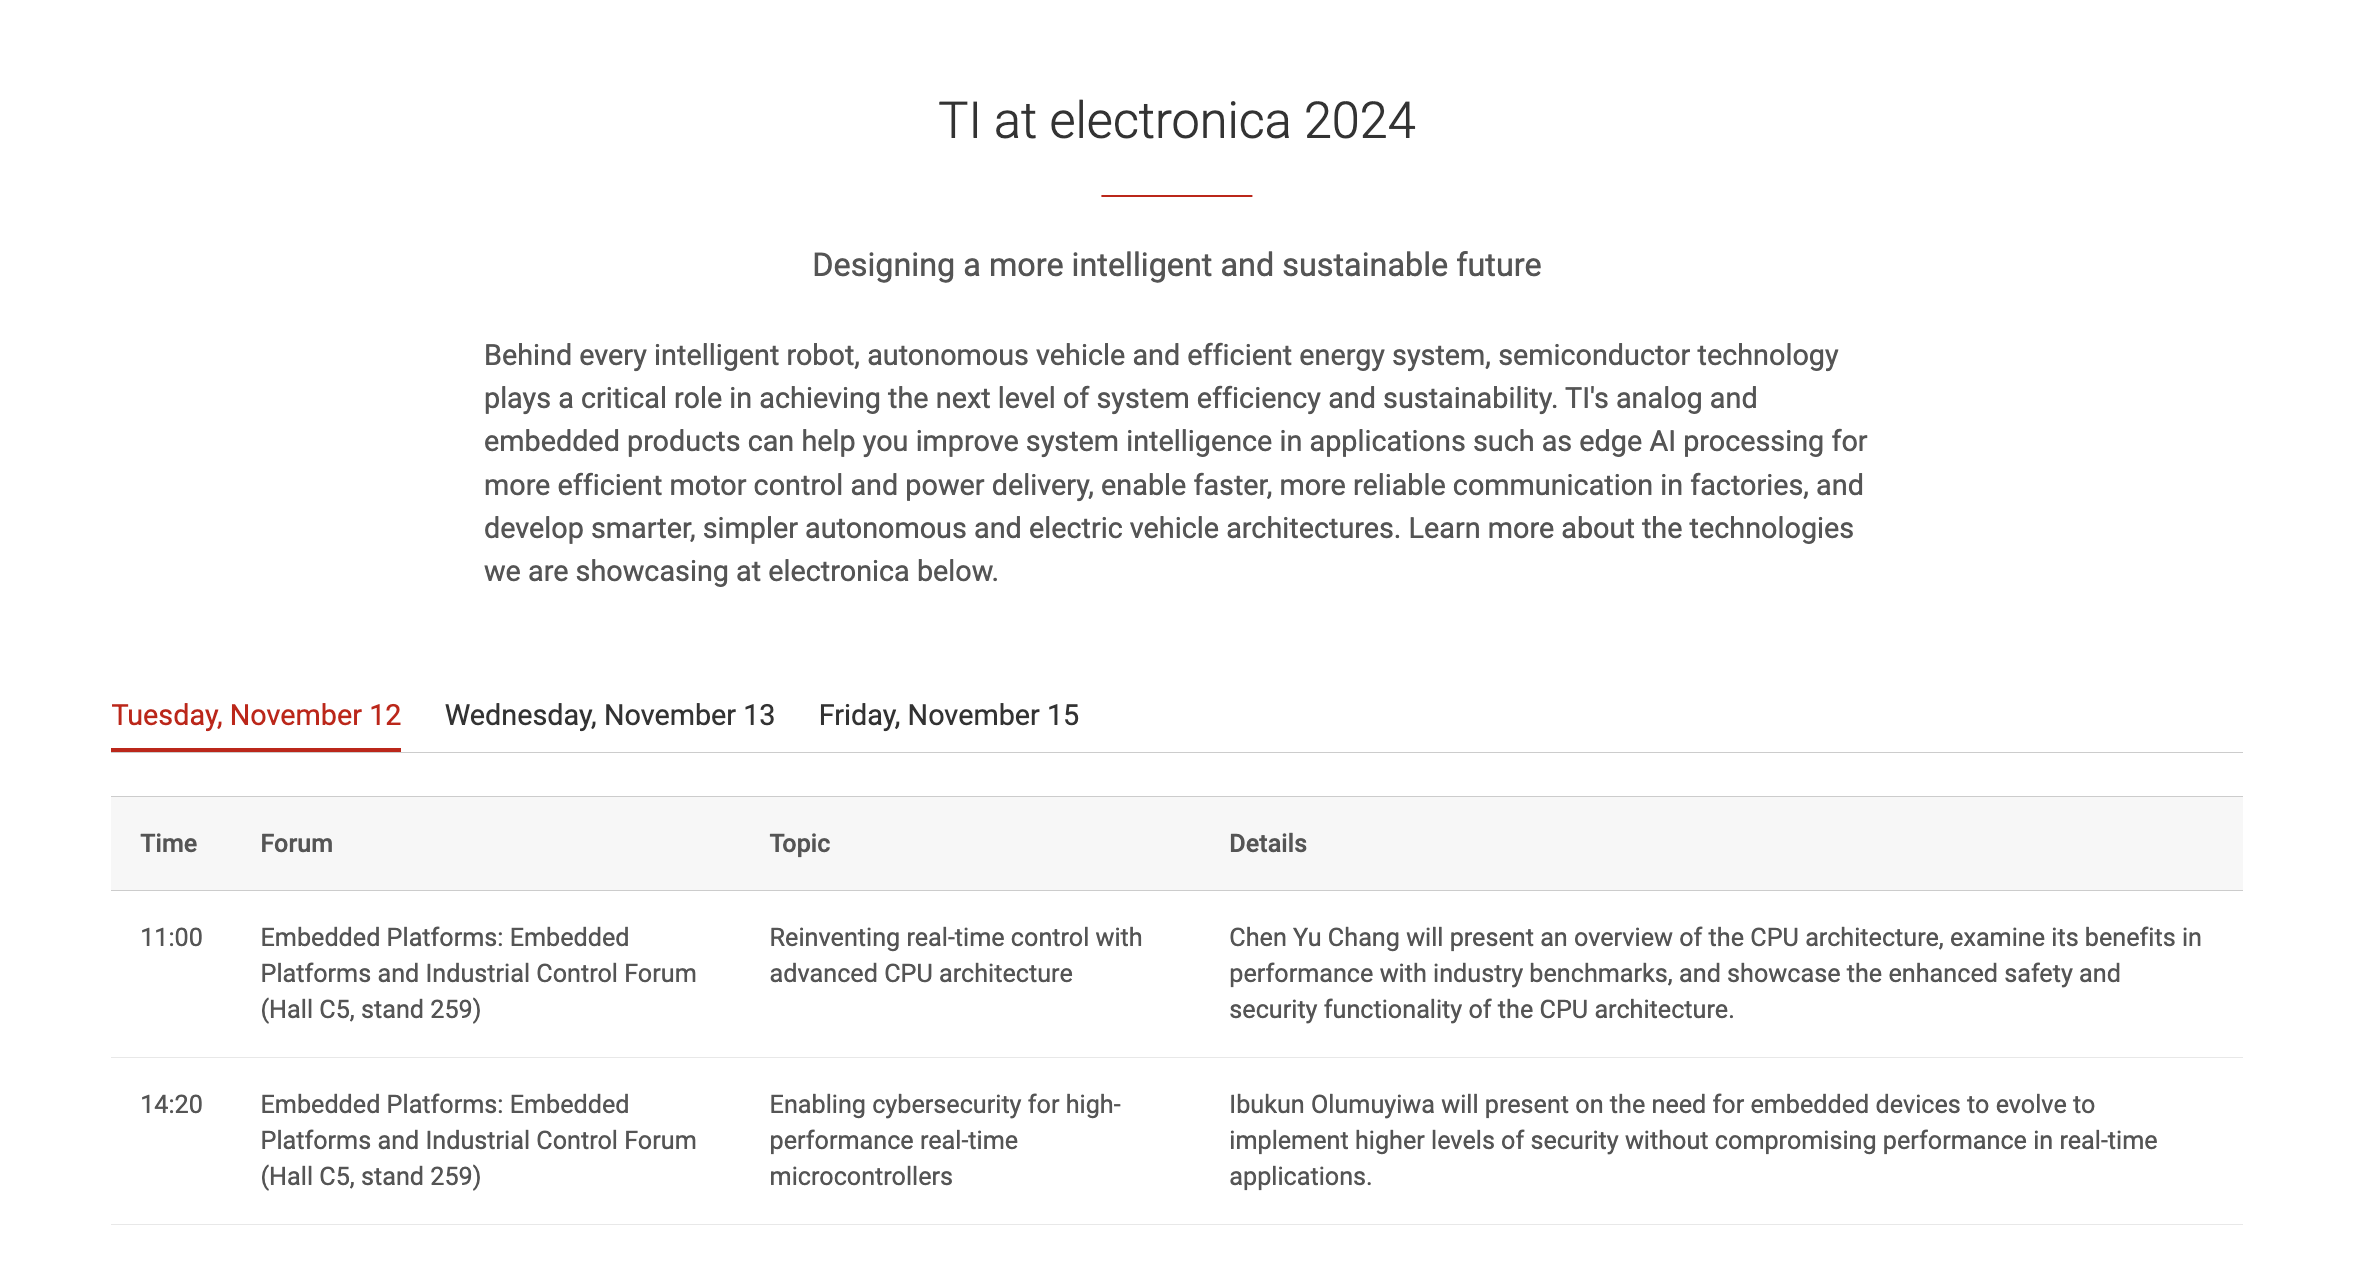 TI at electronica 2024
Designing a more intelligent and sustainable future
Behind every intelligent robot, autonomous vehicle and efficient energy system, semiconductor technology
plays a critical role in achieving the next level of system efficiency and sustainability. TI's analog and
embedded products can help you improve system intelligence in applications such as edge AI processing for
more efficient motor control and power delivery, enable faster, more reliable communication in factories, and
develop smarter, simpler autonomous and electric vehicle architectures. Learn more about the technologies
we are showcasing at electronica below.
Tuesday, November 12 Wednesday, November 13 Friday, November 15
Time Forum Topic Details
11:00 Embedded Platforms: Embedded Reinventing real-time control with Chen Yu Chang will present an overview of the CPU architecture, examine its benefits in
Platforms and Industrial Control Forum advanced CPU architecture performance with industry benchmarks, and showcase the enhanced safety and
(Hall C5, stand 259) security functionality of the CPU architecture.
14:20 Embedded Platforms: Embedded Enabling cybersecurity for high- Ibukun Olumuyiwa will present on the need for embedded devices to evolve to
Platforms and Industrial Control Forum performance real-time implement higher levels of security without compromising performance in real-time
(Hall C5, stand 259) microcontrollers applications.